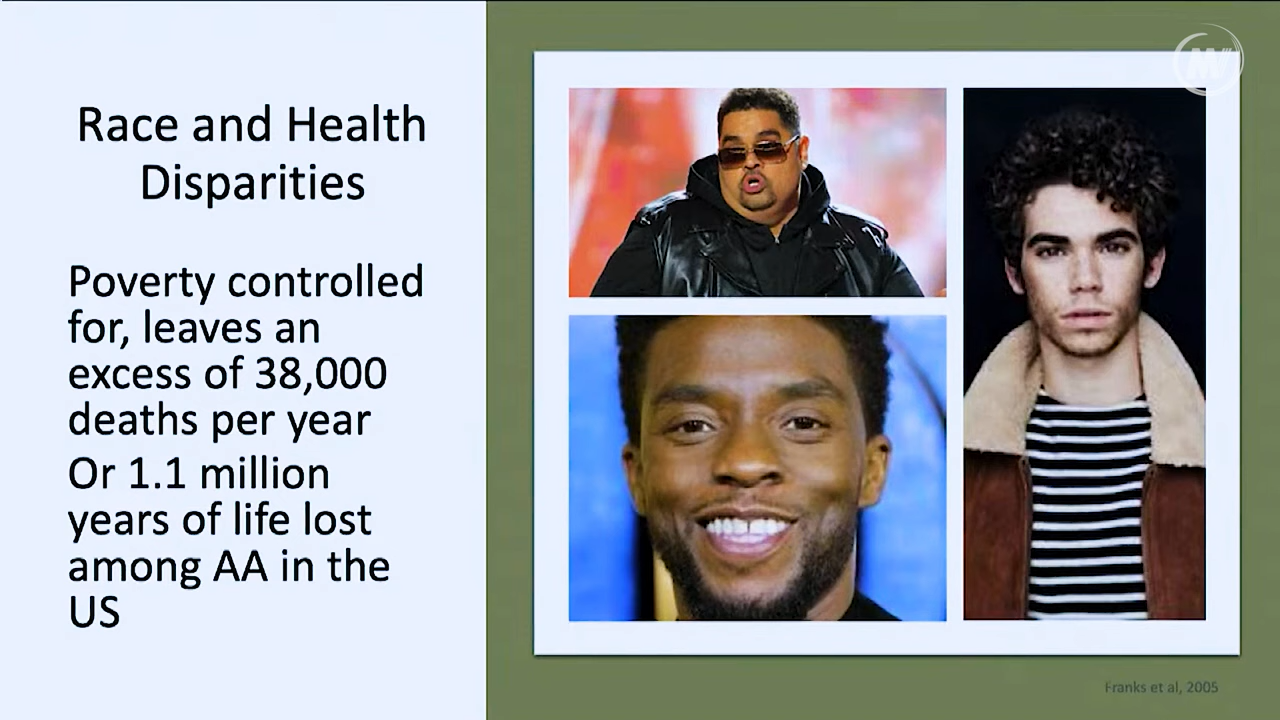 Race and Health
Disparities
Poverty controlled
for, leaves an
excess of 38,000
deaths per year
Or 1.1 million
years of life lost
among AA in the
US
Franks et al, 2005